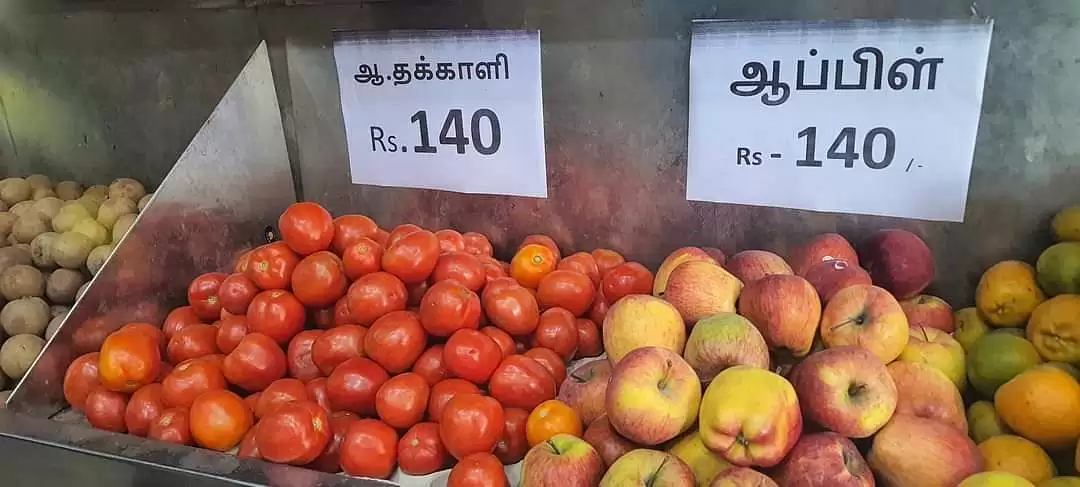 ஆ.தக்காளி
Rs.140
ஆப்பிள்
Rs - 140 /-